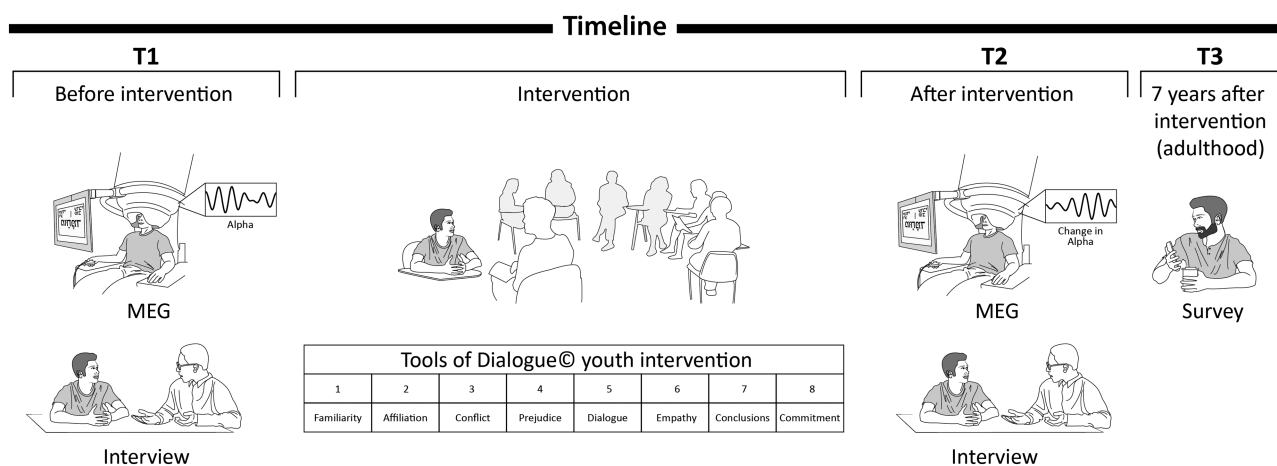 Timeline
T1
Before intervention
Alpha
MEG
Interview
Intervention
Tools of Dialogue© youth intervention
1 2 3 4 5 6 7 8
Familiarity Affiliation Conflict Prejudice Dialogue Empathy Conclusions Commitment
T2
After intervention
Change in
Alpha
MEG
Interview
T3
7 years after
intervention
(adulthood)
Survey